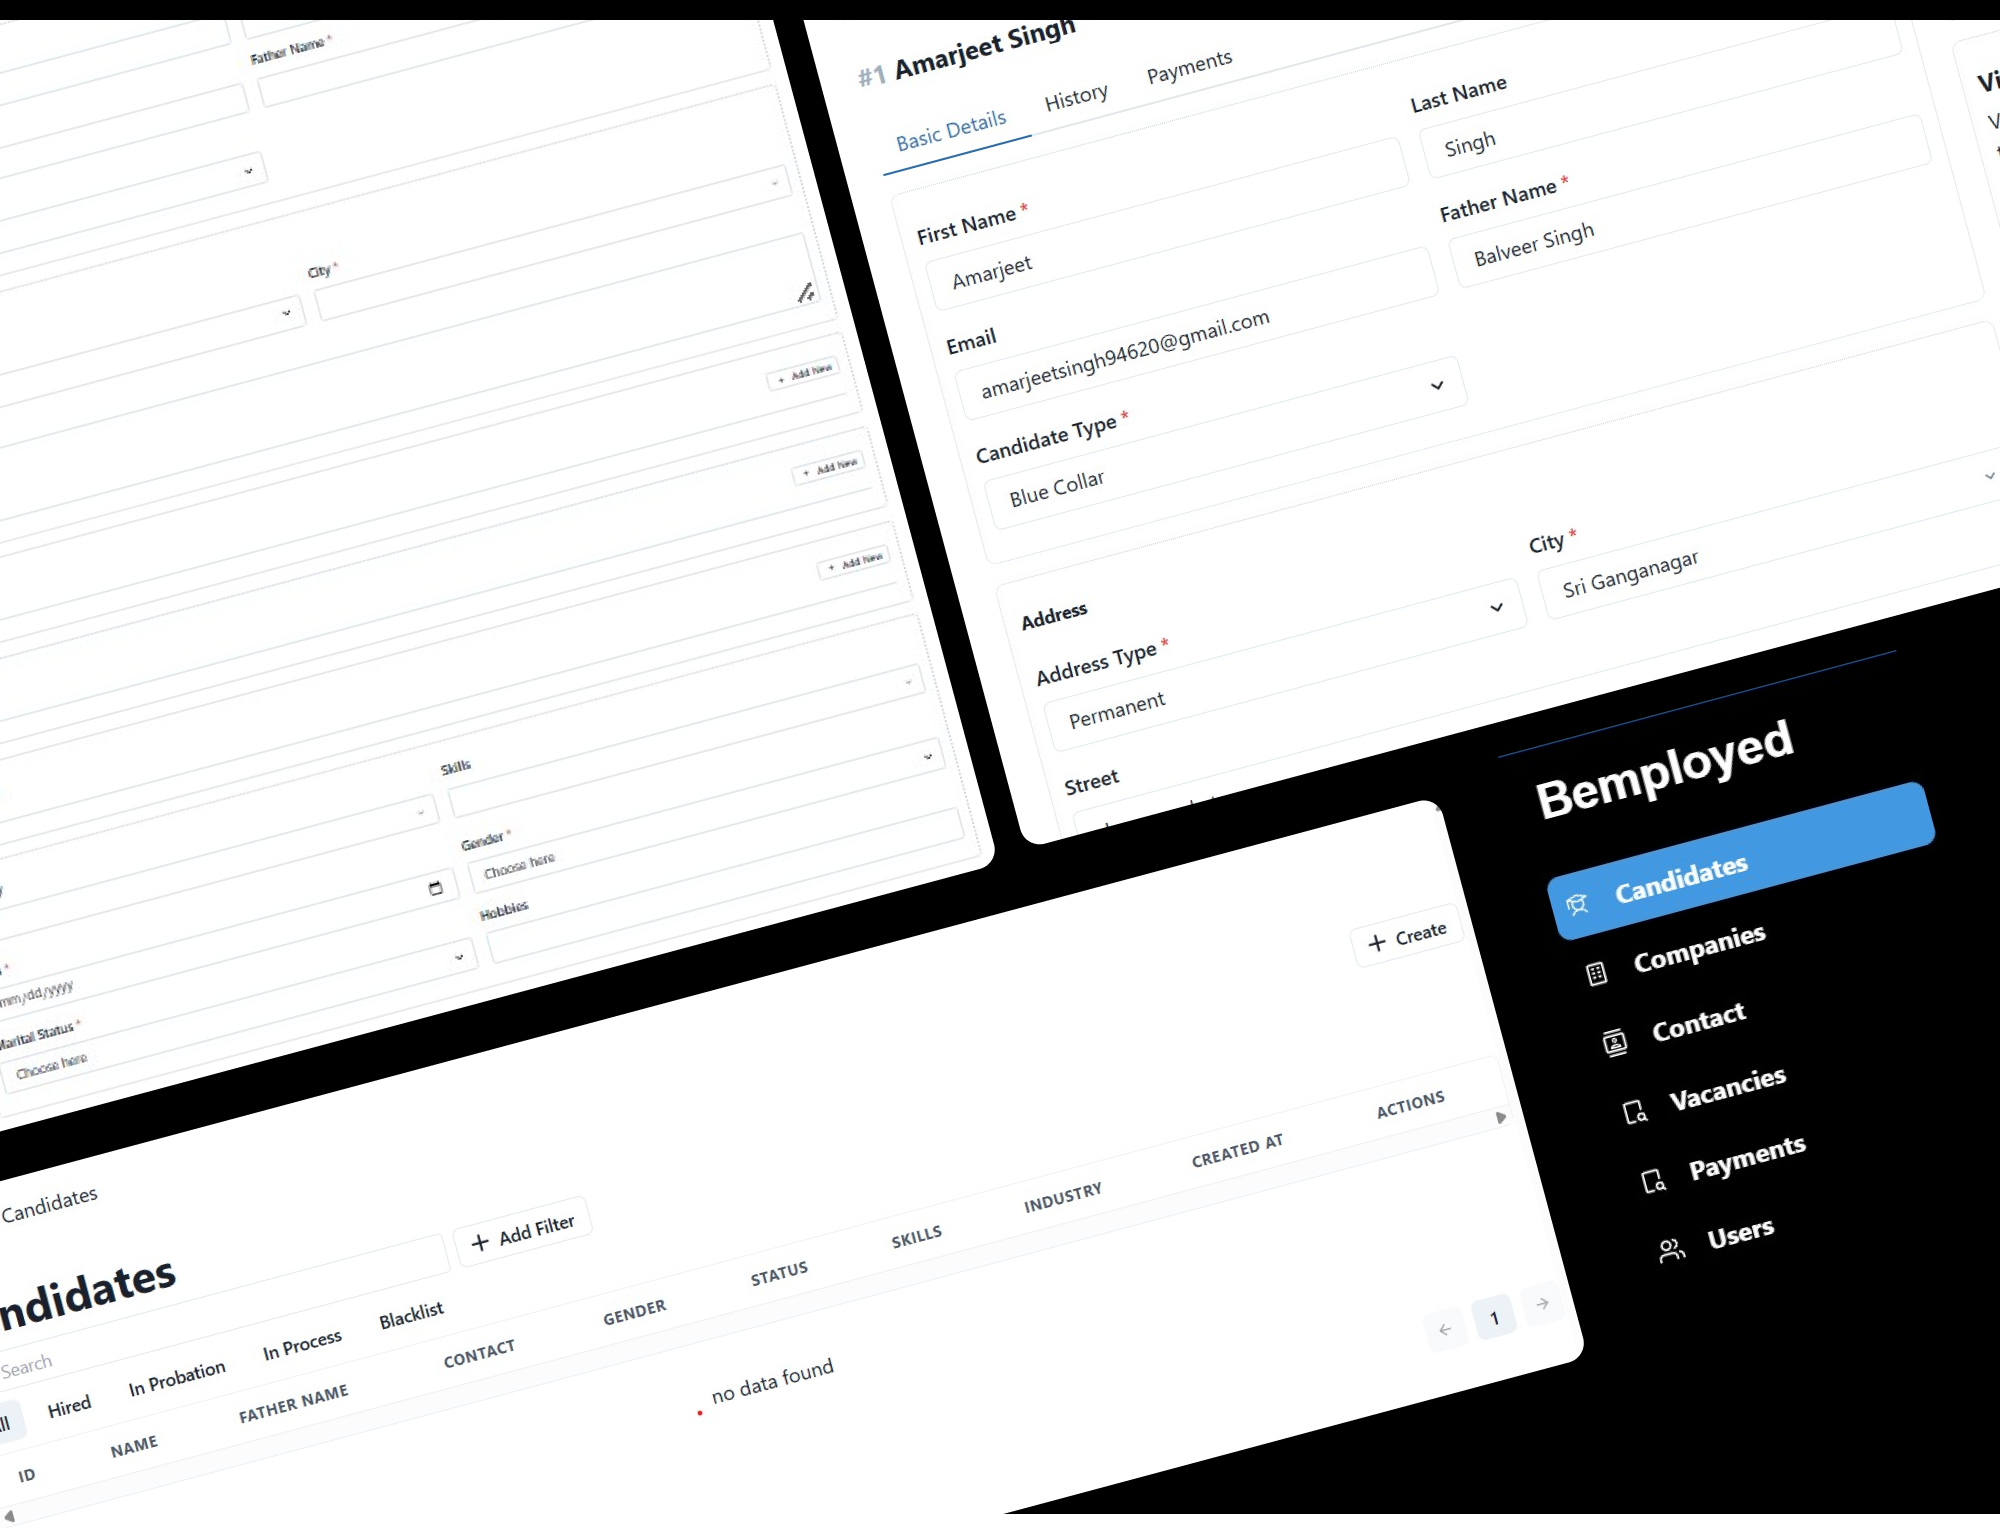 Father Name *
City *
+ Add New
+ Add New
+ Add New
Skills
Gender *
Choose here
Hobbies
mm/dd/yyyy
Marital Status *
Choose here
#1 Amarjeet Singh
Basic Details
History
Payments
First Name *
Amarjeet
Last Name
Singh
Email
amarjeetsingh94620@gmail.com
Father Name *
Balveer Singh
Candidate Type *
Blue Collar
Address
Address Type *
Permanent
City *
Sri Ganganagar
Street
Candidates
ndidates
+ Create
Search
+ Add Filter
Hired
In Probation
In Process
Blacklist
ID
NAME
FATHER NAME
CONTACT
GENDER
STATUS
SKILLS
INDUSTRY
CREATED AT
ACTIONS
no data found
1
Bemployed
Candidates
Companies
Contact
Vacancies
Payments
Users